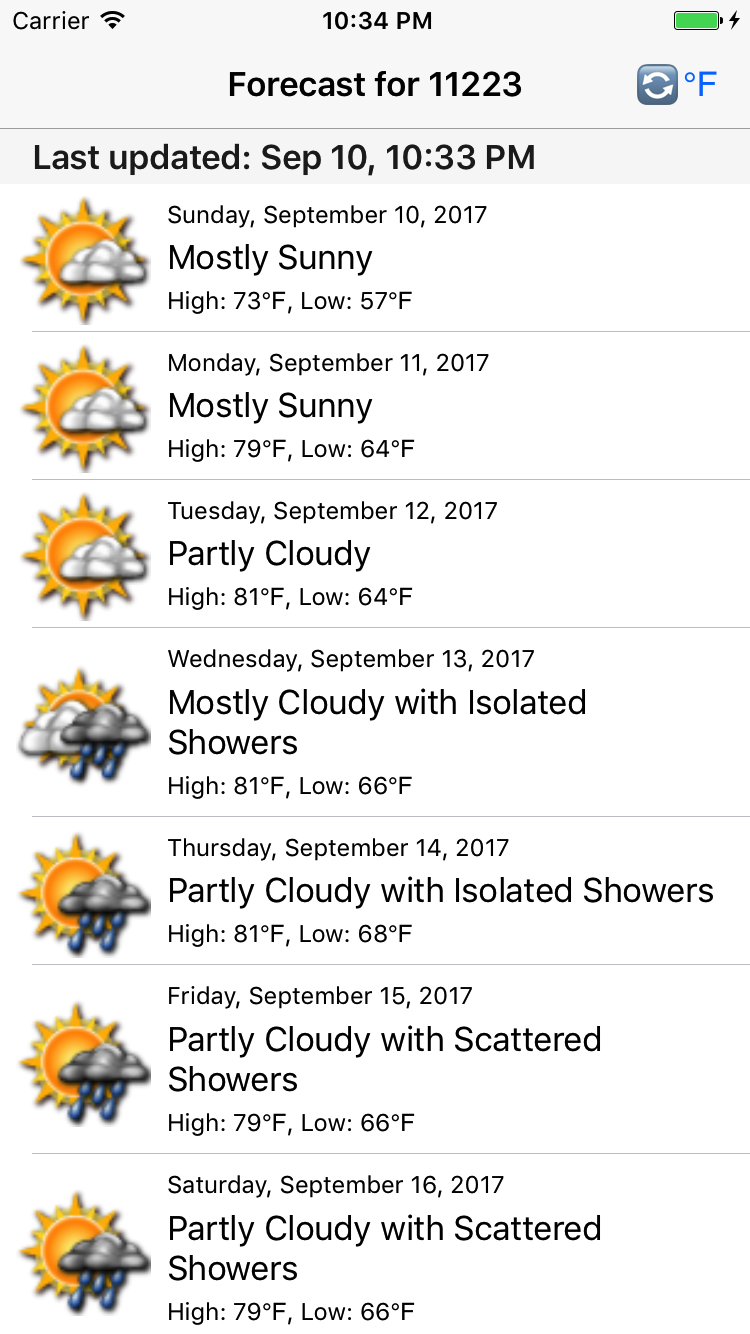 Carrier 10:34 PM
Forecast for 11223 °F
Last updated: Sep 10, 10:33 PM
Sunday, September 10, 2017
Mostly Sunny
High: 73°F, Low: 57°F
Monday, September 11, 2017
Mostly Sunny
High: 79°F, Low: 64°F
Tuesday, September 12, 2017
Partly Cloudy
High: 81°F, Low: 64°F
Wednesday, September 13, 2017
Mostly Cloudy with Isolated
Showers
High: 81°F, Low: 66°F
Thursday, September 14, 2017
Partly Cloudy with Isolated Showers
High: 81°F, Low: 68°F
Friday, September 15, 2017
Partly Cloudy with Scattered
Showers
High: 79°F, Low: 66°F
Saturday, September 16, 2017
Partly Cloudy with Scattered
Showers
High: 79°F, Low: 66°F